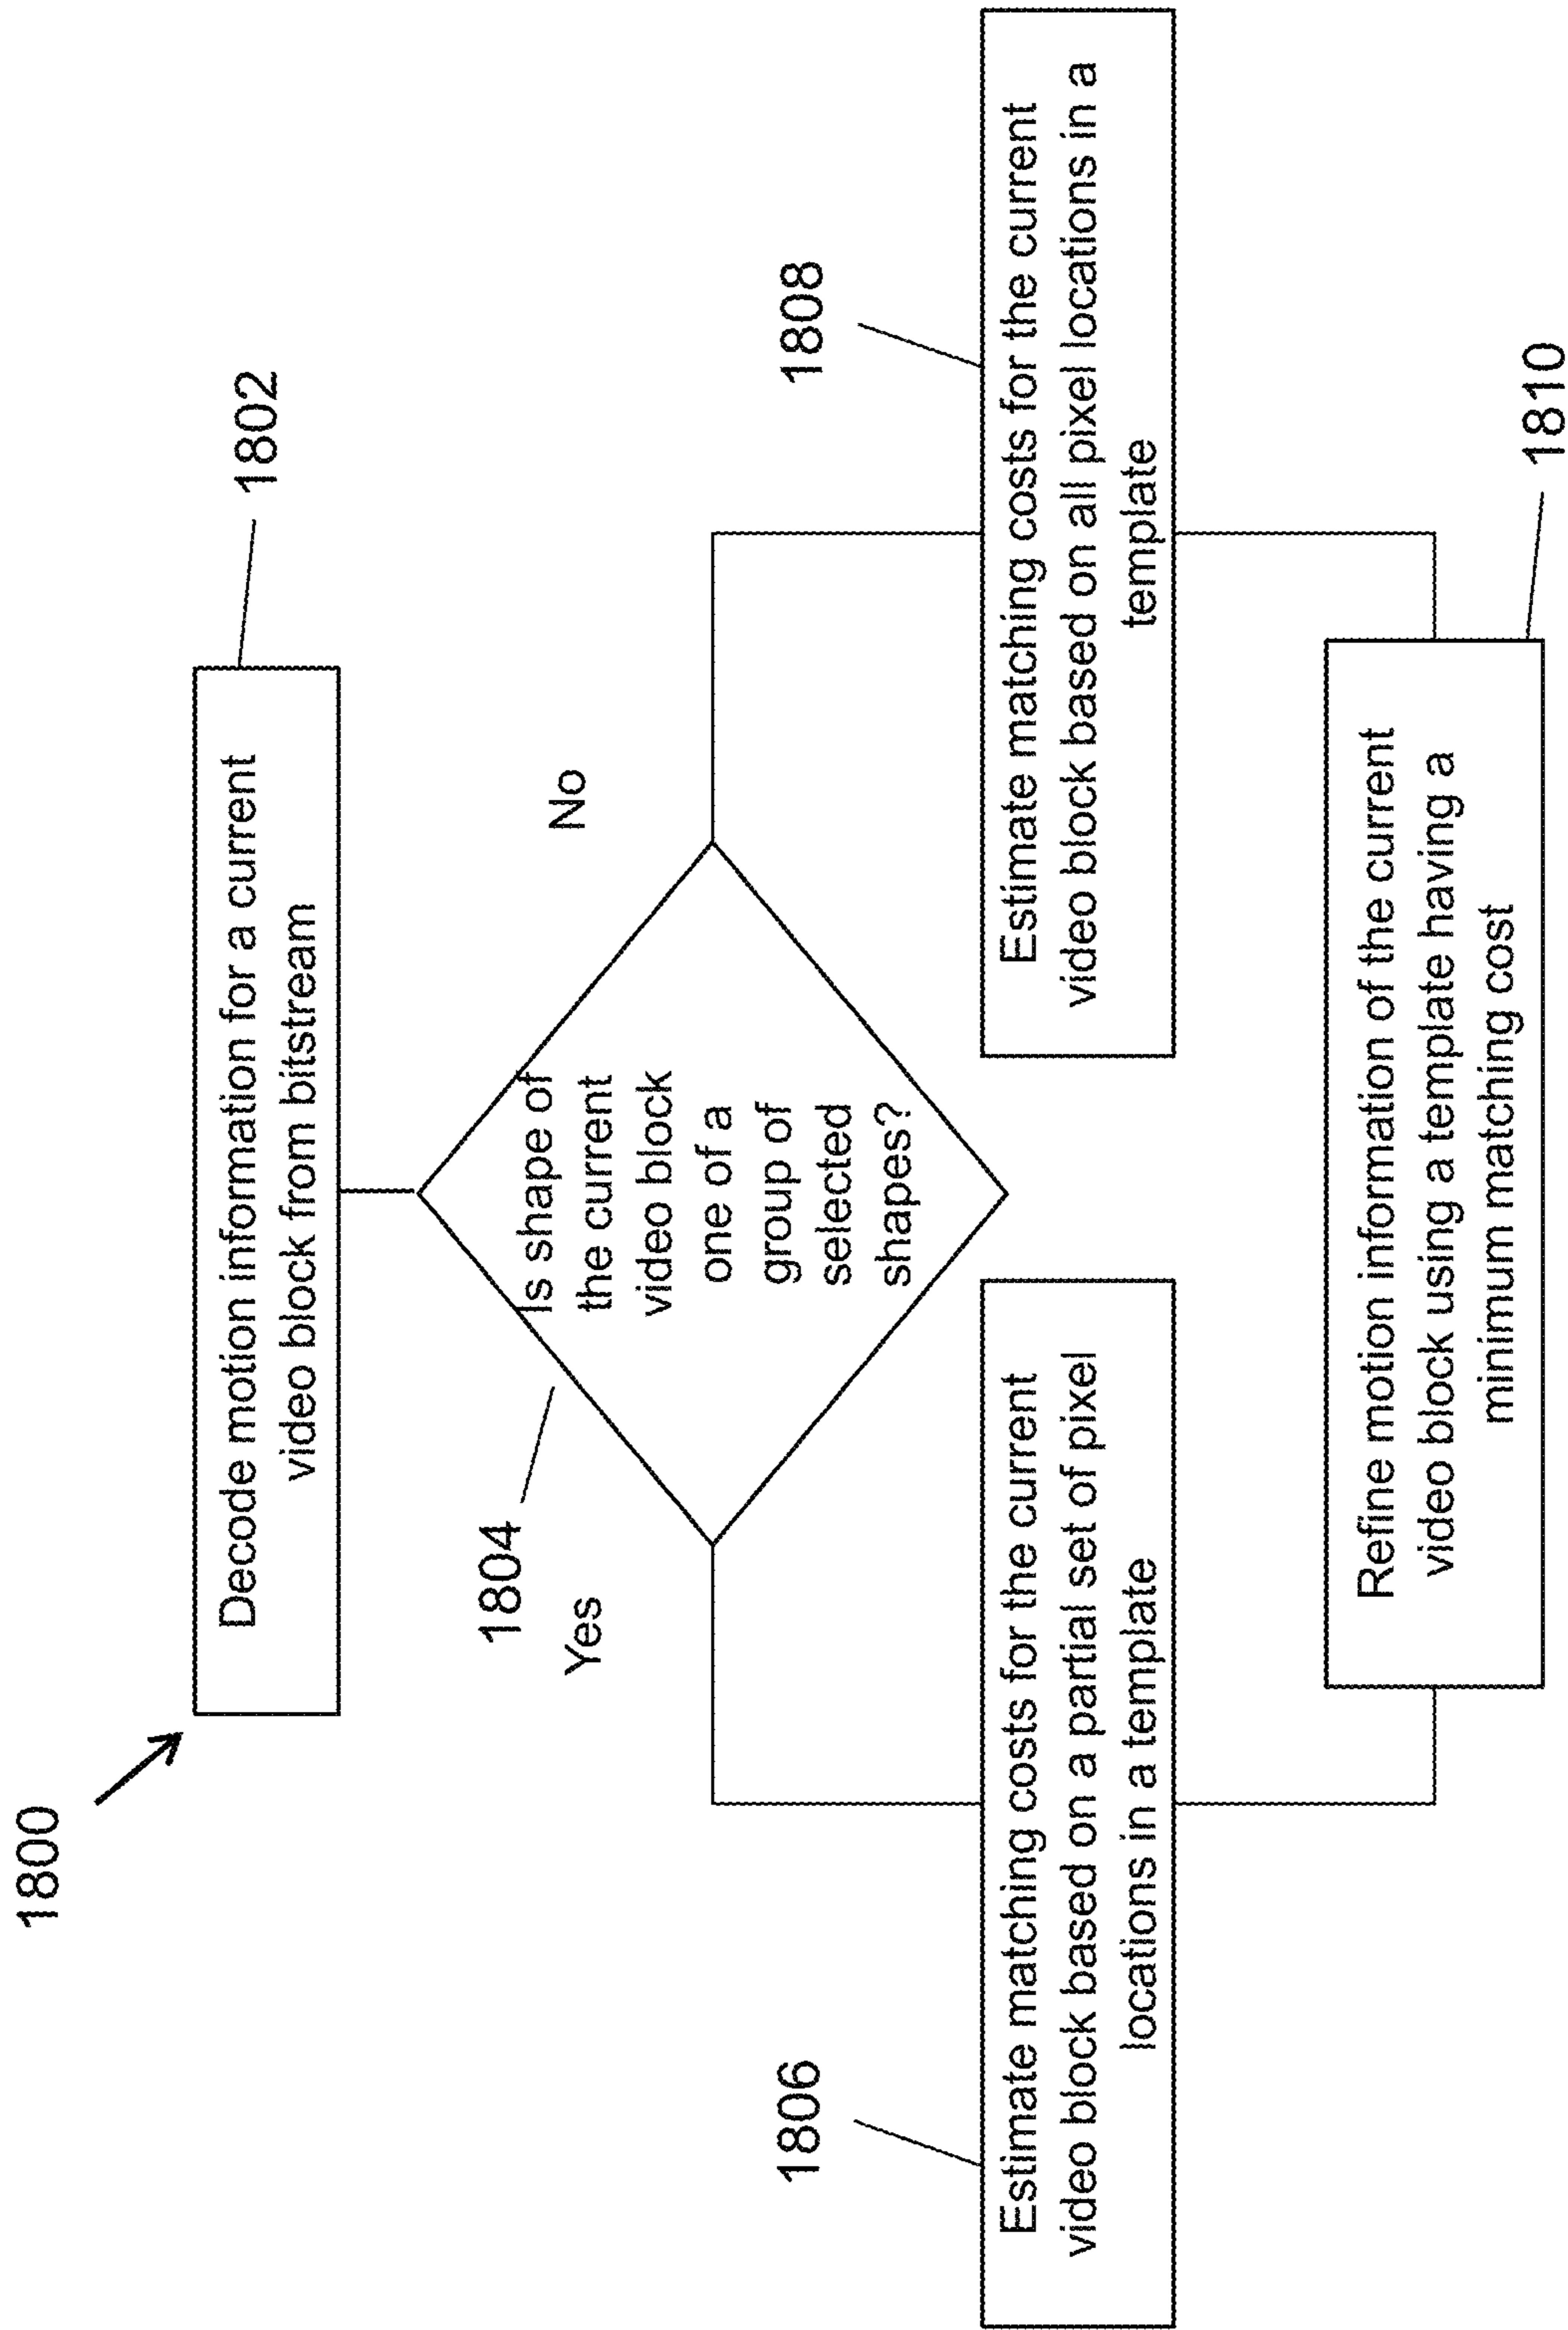 1800
Decode motion information for a current
video block from bitstream
1802
1804
Yes
Is shape of
the current
video block
one of a
group of
selected
shapes?
No
1806
Estimate matching costs for the current
video block based on a partial set of pixel
locations in a template
1808
Estimate matching costs for the current
video block based on all pixel locations in a
template
Refine motion information of the current
video block using a template having a
minimum matching cost
1810